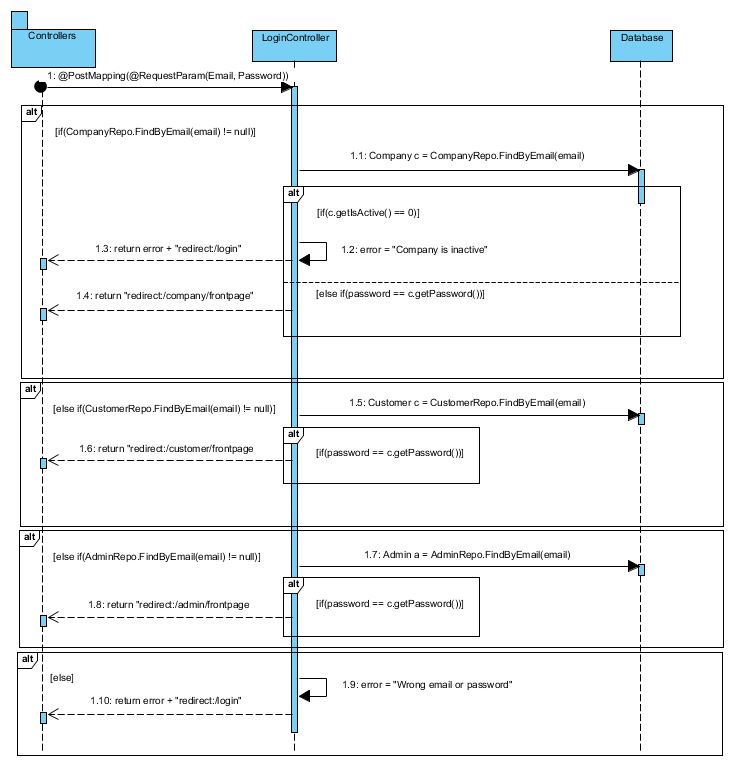 Controllers
LoginController
Database
1: @PostMapping(@RequestParam(Email, Password))
alt
[if(CompanyRepo.FindByEmail(email) != null)]
1.1: Company c = CompanyRepo.FindByEmail(email)
alt
[if(c.getIsActive() == 0)]
1.3: return error + "redirect:/login"
1.2: error = "Company is inactive"
1.4: return "redirect:/company/frontpage"
[else if(password == c.getPassword())]
alt
[else if(CustomerRepo.FindByEmail(email) != null)]
1.5: Customer c = CustomerRepo.FindByEmail(email)
alt
1.6: return "redirect:/customer/frontpage
[if(password == c.getPassword())]
alt
[else if(AdminRepo.FindByEmail(email) != null)]
1.7: Admin a = AdminRepo.FindByEmail(email)
alt
1.8: return "redirect:/admin/frontpage
[if(password == c.getPassword())]
alt
[else]
1.9: error = "Wrong email or password"
1.10: return error + "redirect:/login"